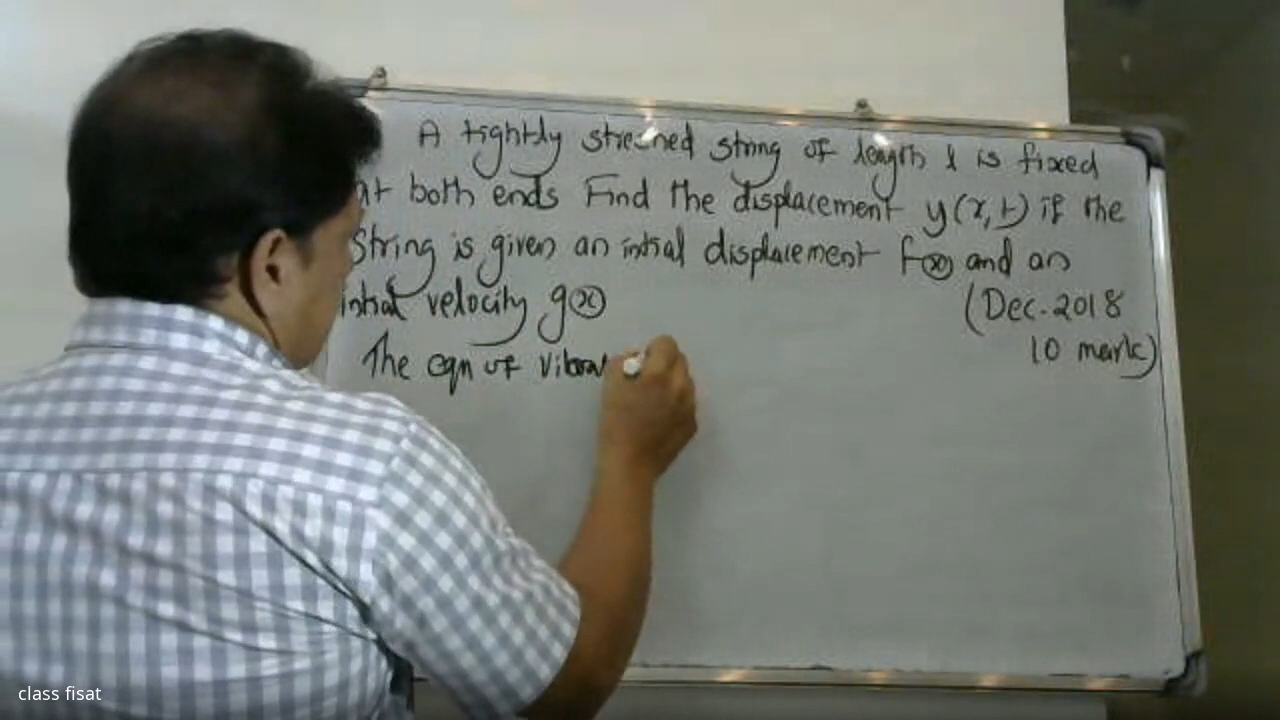 A tightly streched string of length l is fixed
at both ends Find the displacement y(x,t) if the
String is given an initial displacement f(x) and an
initial velocity g(x)
(Dec.2018
10 mark)
The eqn of vibra
class fisat